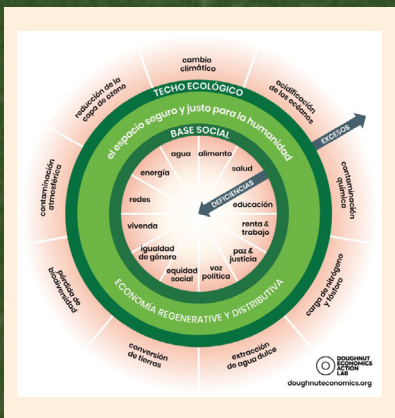 cambio
climático
acidificación
de los océanos
contaminación
química
carga de nitrógeno
y fósforo
extracción
de agua dulce
conversión
de tierras
pérdida de
biodiversidad
contaminación
atmosférica
reducción de la
capa de ozono
TECHO ECOLÓGICO
el espacio seguro y justo para la humanidad
BASE SOCIAL
agua
alimento
salud
educación
renta &
trabajo
paz &
justicia
voz
política
equidad
social
igualdad
de género
vivenda
redes
energía
DEFICIENCIAS
EXCESOS
ECONOMÍA REGENERATIVE Y DISTRIBUTIVA
DOUGHNUT
ECONOMICS
ACTION
LAB
doughnuteconomics.org